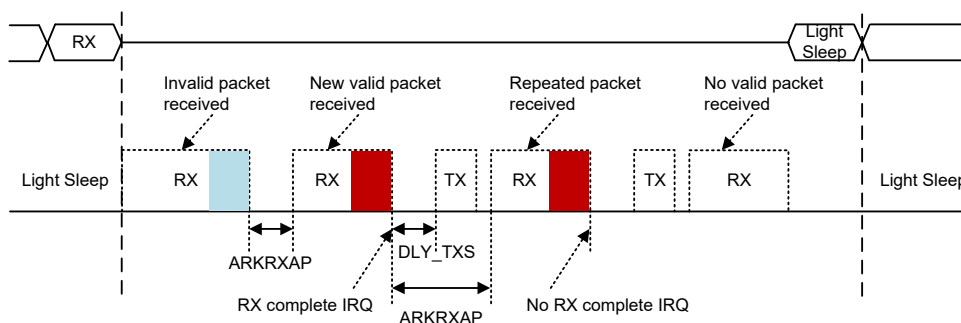 RX
Light
Sleep
Invalid packet
received
New valid packet
received
Repeated packet
received
No valid packet
received
Light Sleep
RX
RX
TX
RX
TX
RX
Light Sleep
ARKRXAP
DLY_TXS
RX complete IRQ
No RX complete IRQ
ARKRXAP